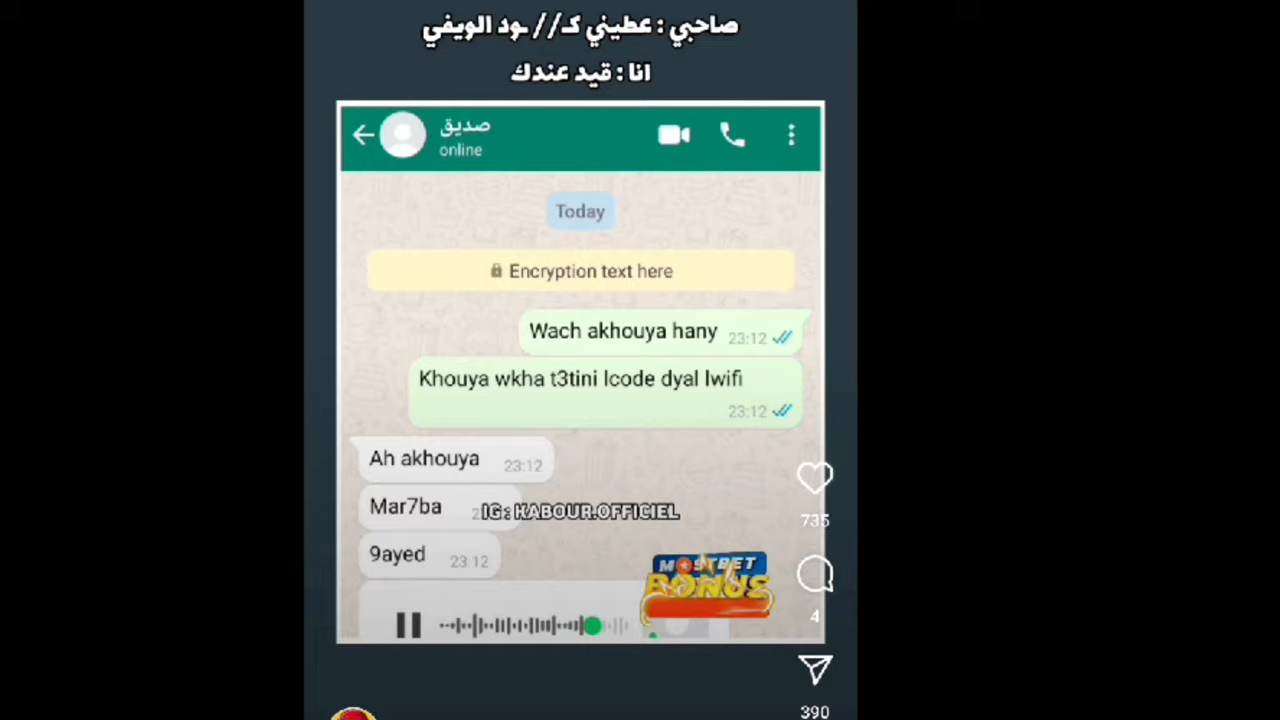 صاحبي : عطيني كـ// ـود الويفي
انا : قيد عندك
صديق
online
Today
Encryption text here
Wach akhouya hany 23:12
Khouya wkha t3tini lcode dyal lwifi
23:12
Ah akhouya 23:12
Mar7ba
IG: KABOUR.OFFICIEL
9ayed 23:12
MOSTBET
BONUS
735
4
390